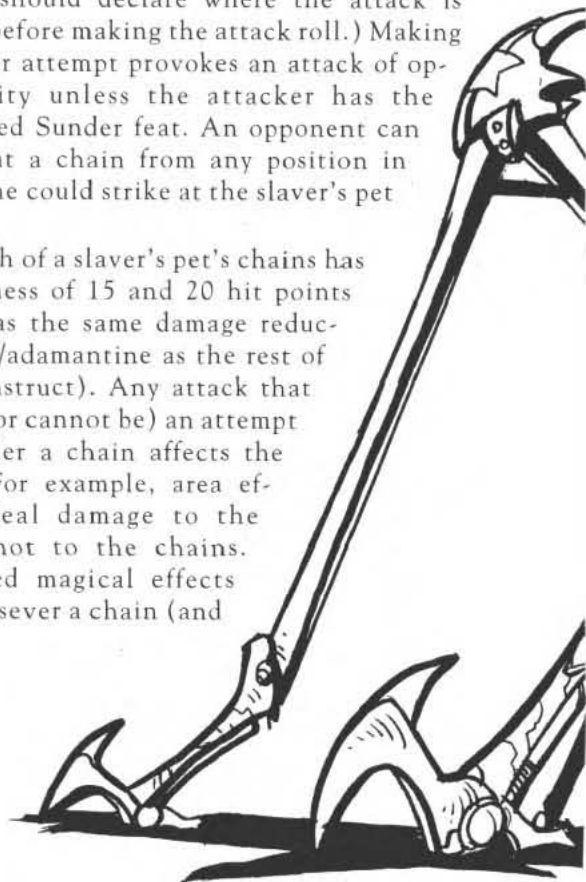 should declare where the attack is
before making the attack roll.) Making
r attempt provokes an attack of op-
ity unless the attacker has the
ed Sunder feat. An opponent can
at a chain from any position in
he could strike at the slaver's pet
h of a slaver's pet's chains has
ness of 15 and 20 hit points
as the same damage reduc-
/adamantine as the rest of
nstruct). Any attack that
or cannot be) an attempt
er a chain affects the
For example, area ef-
eal damage to the
not to the chains.
ed magical effects
sever a chain (and